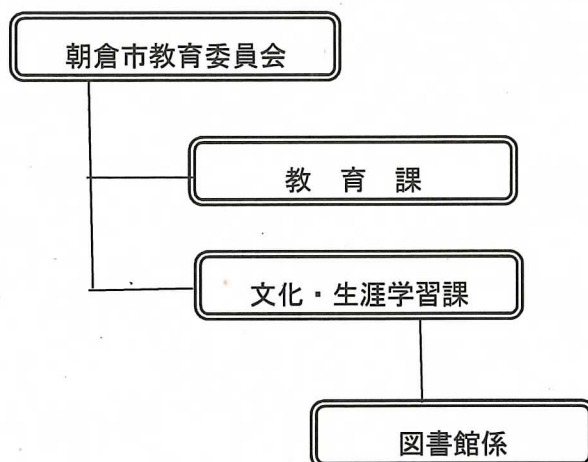 朝倉市教育委員会
教　育　課
文化・生涯学習課
図書館係